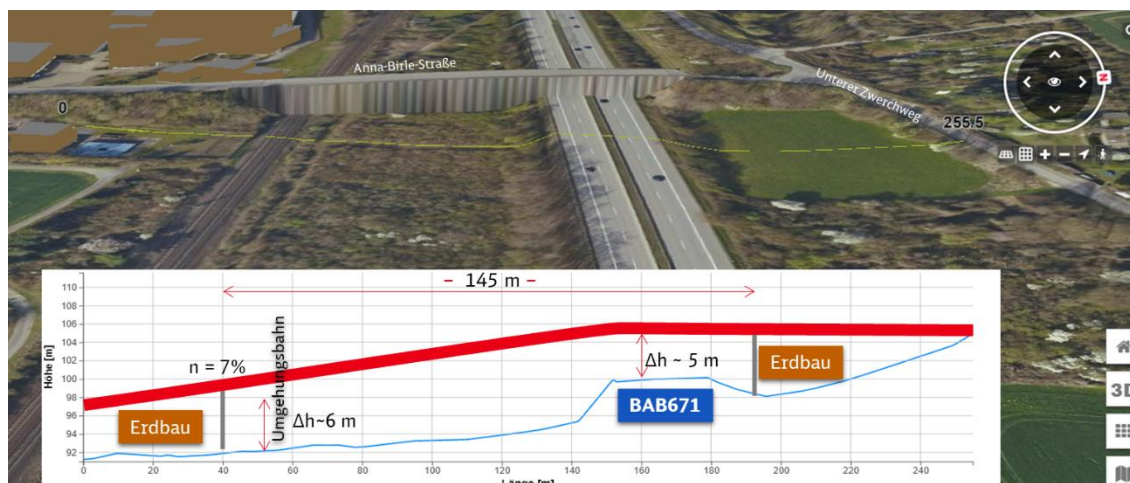 Anna-Birle-Straße
Unterer Zwerchweg
0
255.5
N
3D
- 145 m -
n = 7%
Umgehungsbahn
Δh~6 m
Δh ~ 5 m
Erdbau
BAB671
Erdbau
Höhe [m]
110
108
106
104
102
100
98
96
94
92
0
20
40
60
80
100
120
140
160
180
200
220
240
Länge [m]